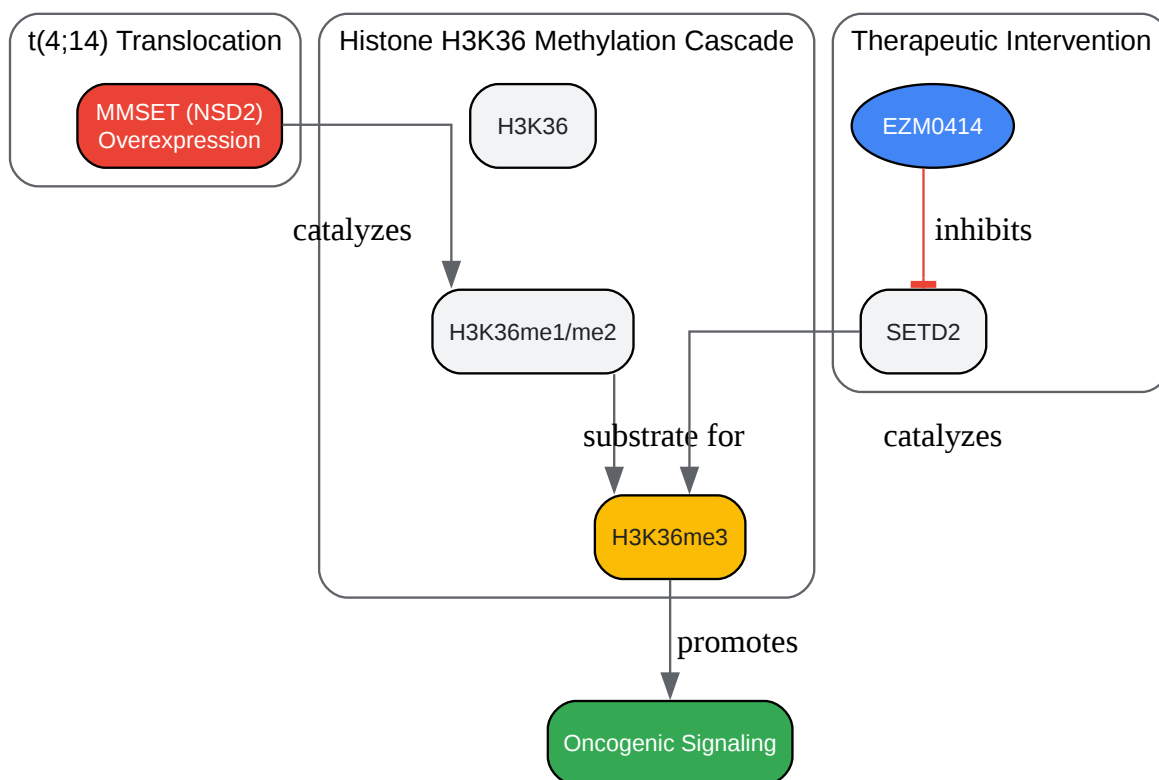 t(4;14) Translocation
Histone H3K36 Methylation Cascade
Therapeutic Intervention
MMSET (NSD2)
Overexpression
H3K36
EZM0414
catalyzes
inhibits
H3K36me1/me2
SETD2
substrate for
catalyzes
H3K36me3
promotes
Oncogenic Signaling